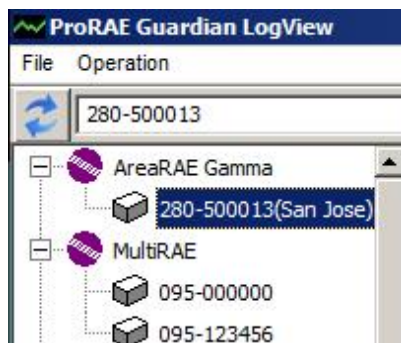 ProRAE Guardian LogView
File Operation
280-500013
AreaRAE Gamma
280-500013(San Jose)
MultiRAE
095-000000
095-123456